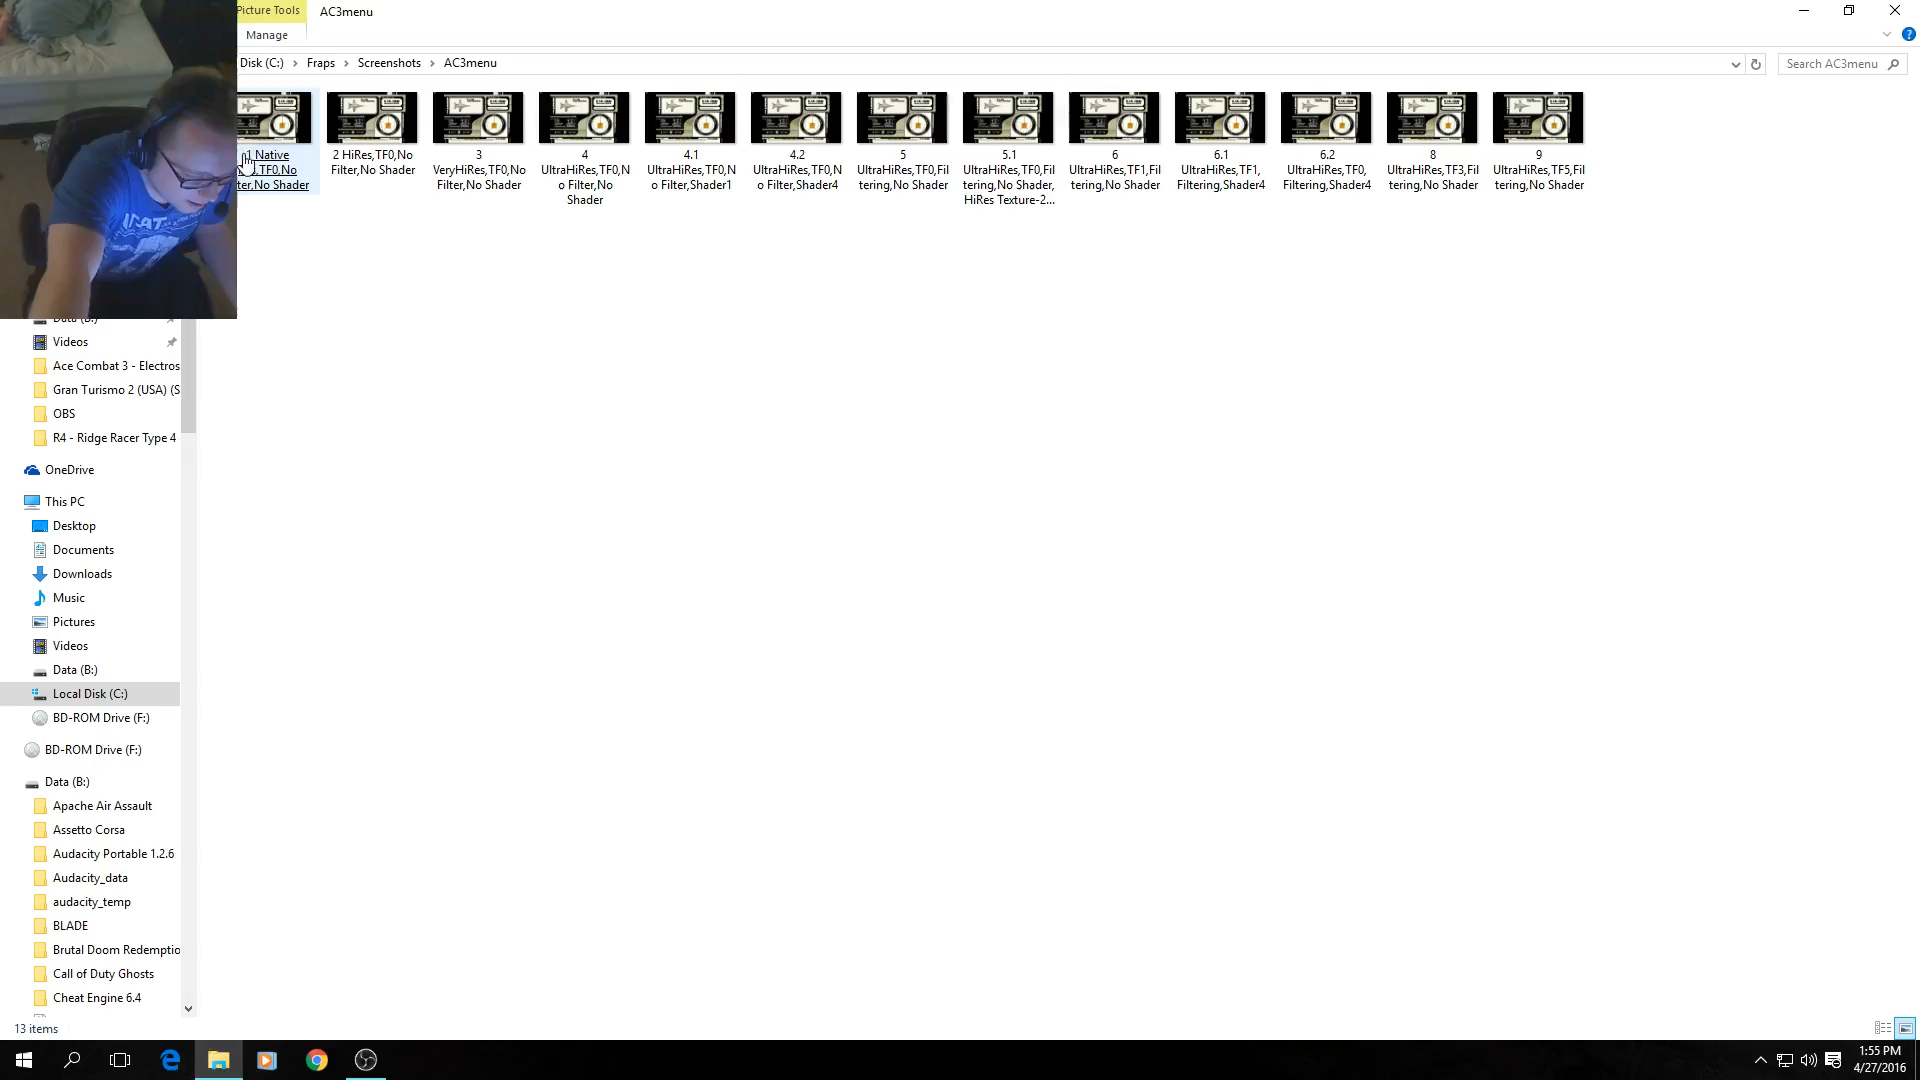 Picture Tools
AC3menu
Manage
Disk (C:) > Fraps > Screenshots > AC3menu
Search AC3menu
1 Native
,TF0,No
ter,No Shader
2 HiRes,TF0,No
Filter,No Shader
3
VeryHiRes,TF0,No
Filter,No Shader
4
UltraHiRes,TF0,N
o Filter,No
Shader
4.1
UltraHiRes,TF0,N
o Filter,Shader1
4.2
UltraHiRes,TF0,N
o Filter,Shader4
5
UltraHiRes,TF0,Fil
tering,No Shader
5.1
UltraHiRes,TF0,Fil
tering,No Shader,
HiRes Texture-2...
6
UltraHiRes,TF1,Fil
tering,No Shader
6.1
UltraHiRes,TF1,
Filtering,Shader4
6.2
UltraHiRes,TF0,
Filtering,Shader4
8
UltraHiRes,TF3,Fil
tering,No Shader
9
UltraHiRes,TF5,Fil
tering,No Shader
Data (B:)
Videos
Ace Combat 3 - Electros
Gran Turismo 2 (USA) (S
OBS
R4 - Ridge Racer Type 4
OneDrive
This PC
Desktop
Documents
Downloads
Music
Pictures
Videos
Data (B:)
Local Disk (C:)
BD-ROM Drive (F:)
BD-ROM Drive (F:)
Data (B:)
Apache Air Assault
Assetto Corsa
Audacity Portable 1.2.6
Audacity_data
audacity_temp
BLADE
Brutal Doom Redemptio
Call of Duty Ghosts
Cheat Engine 6.4
13 items
1:55 PM
4/27/2016